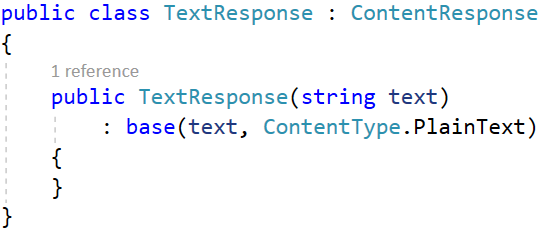 public class TextResponse : ContentResponse
{
1 reference
public TextResponse(string text)
: base(text, ContentType.PlainText)
{
}
}